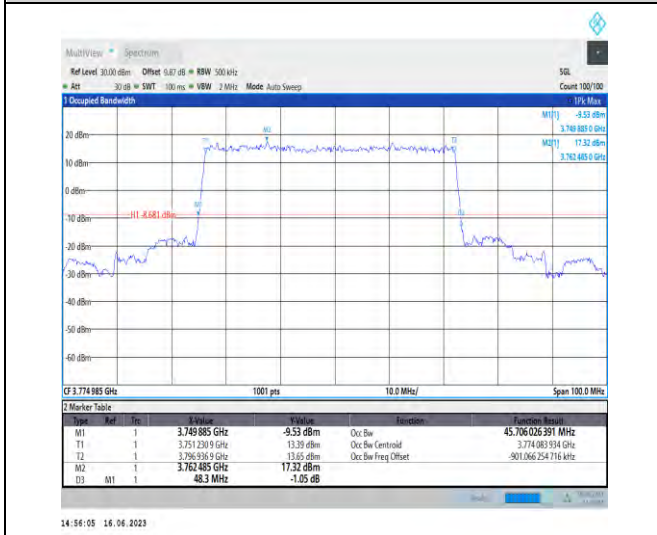 MultiView Spectrum
Ref Level 30.00 dBm Offset 9.87 dB RBW 500 kHz SGL
Att 30 dB SWT 100 ms VBW 2 MHz Mode Auto Sweep Count 100/100
1 Occupied Bandwidth 1Pk Max
M1[1] -9.53 dBm
3.749 885 0 GHz
M2[1] 17.32 dBm
3.762 485 0 GHz
20 dBm
10 dBm
0 dBm
-10 dBm
H1 -8.681 dBm
-20 dBm
-30 dBm
-40 dBm
-50 dBm
-60 dBm
T1
M2
T2
M1
CF 3.774 985 GHz 1001 pts 10.0 MHz/ Span 100.0 MHz
2 Marker Table
Type Ref Trc X-Value Y-Value Function Function Result
M1 1 3.749 885 GHz -9.53 dBm Occ Bw 45.706 026 391 MHz
T1 1 3.751 230 9 GHz 13.39 dBm Occ Bw Centroid 3.774 083 934 GHz
T2 1 3.796 936 9 GHz 13.65 dBm Occ Bw Freq Offset -901.066 254 716 kHz
M2 1 3.762 485 GHz 17.32 dBm
D3 M1 1 48.3 MHz -1.05 dB
14:56:05 16.06.2023